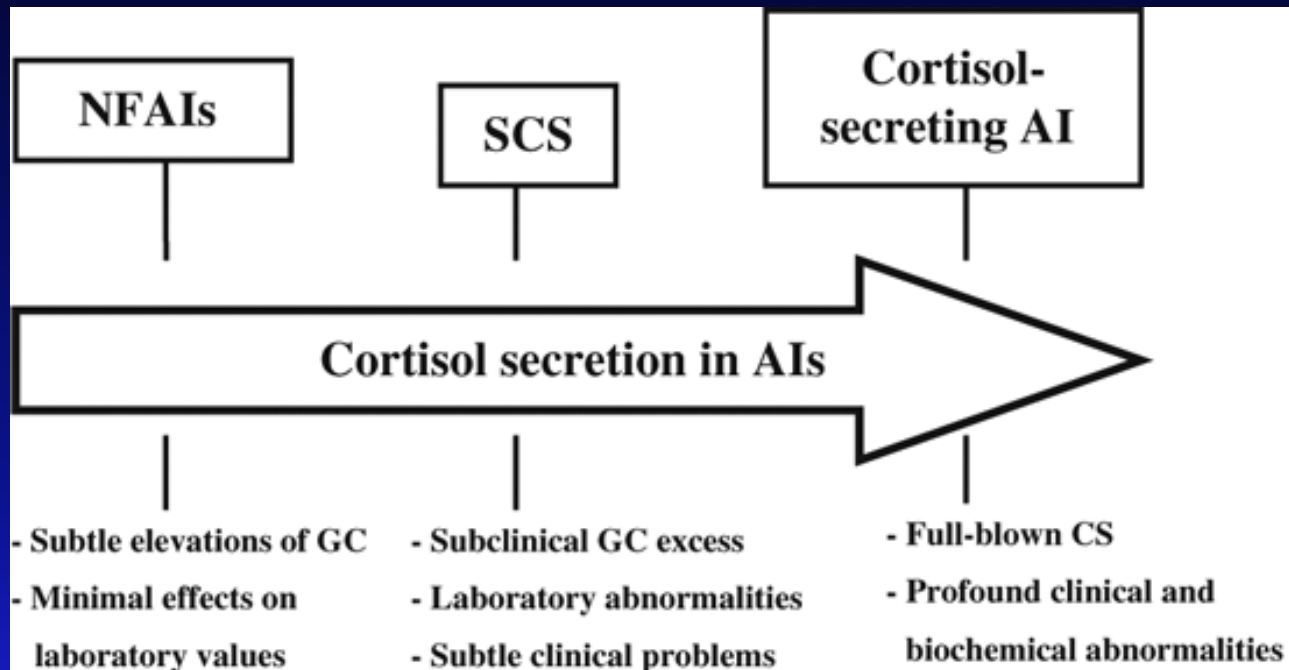 NFAIs
SCS
Cortisol-
secreting AI
Cortisol secretion in AIs
- Subtle elevations of GC
- Minimal effects on
laboratory values
- Subclinical GC excess
- Laboratory abnormalities
- Subtle clinical problems
- Full-blown CS
- Profound clinical and
biochemical abnormalities